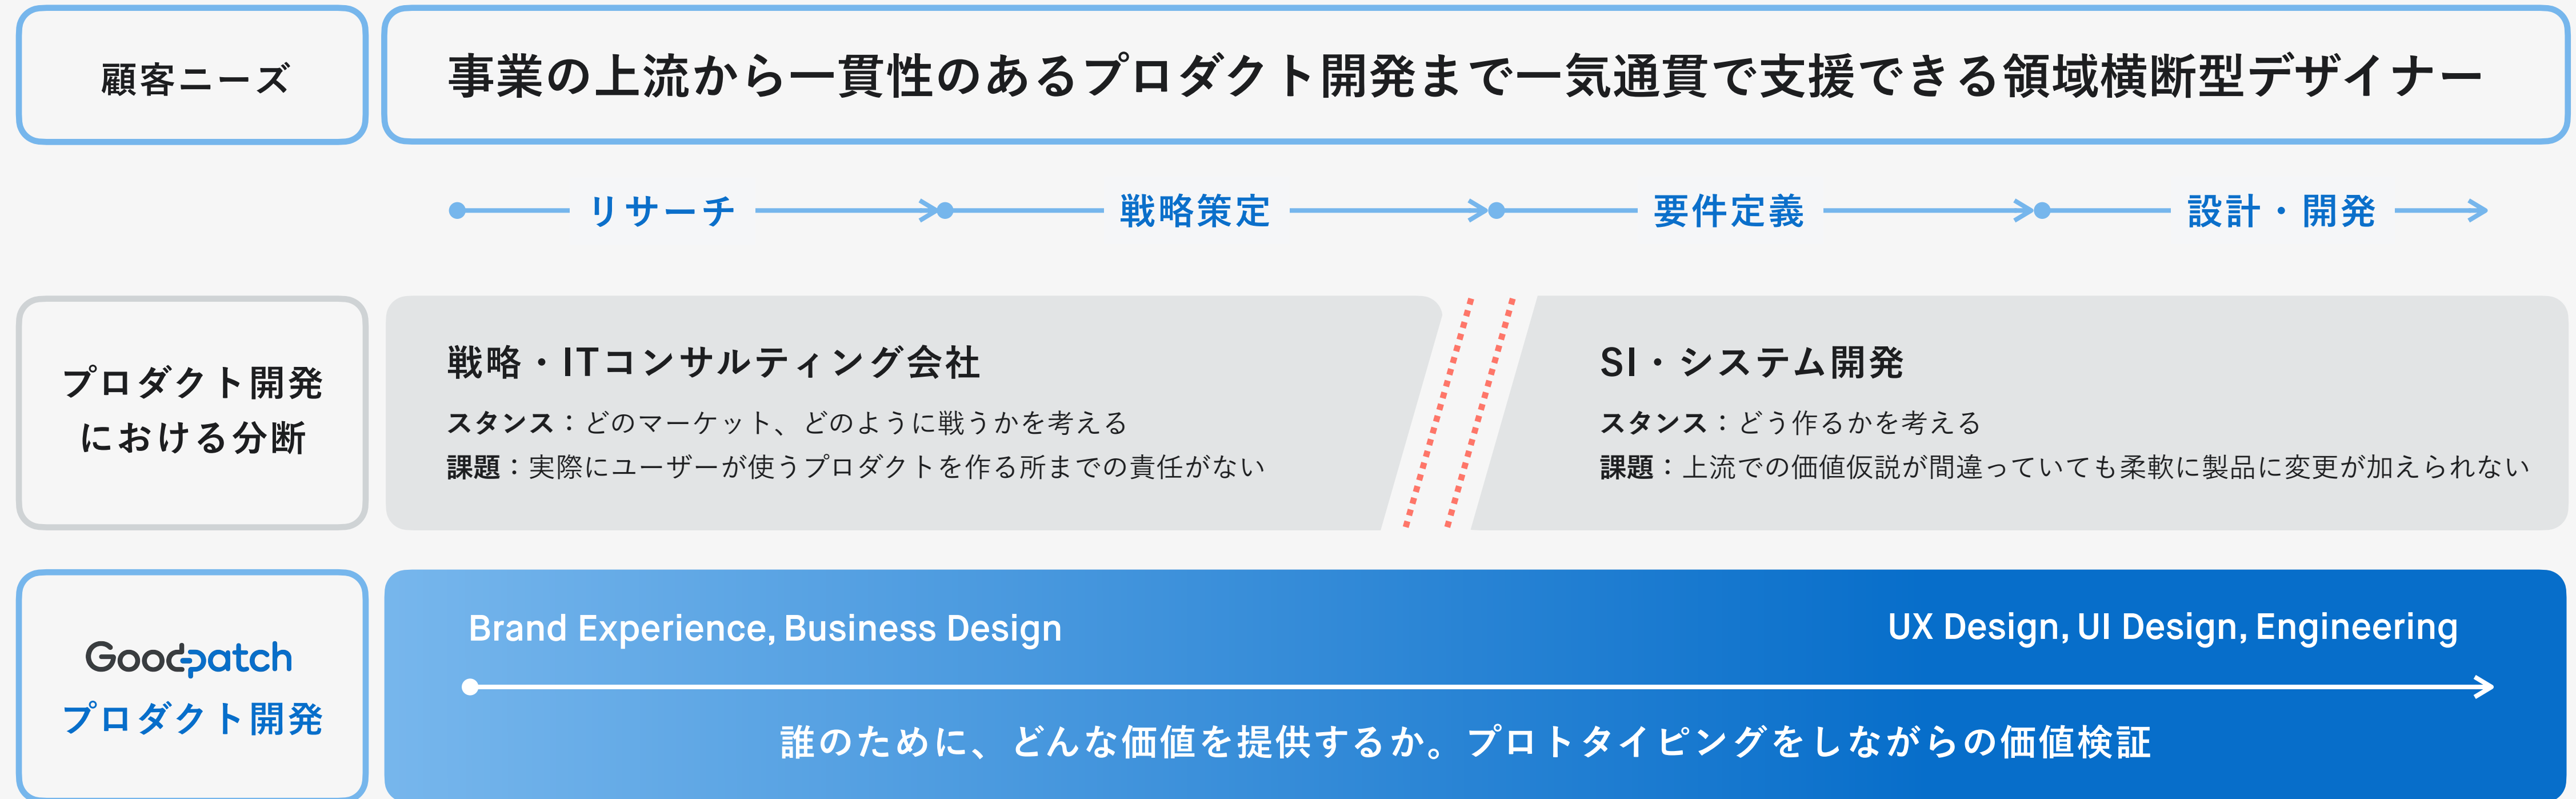 顧客ニーズ
事業の上流から一貫性のあるプロダクト開発まで一気通貫で支援できる領域横断型デザイナー
リサーチ
戦略策定
要件定義
設計・開発
プロダクト開発
における分断
戦略・ITコンサルティング会社
スタンス：どのマーケット、どのように戦うかを考える
課題：実際にユーザーが使うプロダクトを作る所までの責任がない
SI・システム開発
スタンス：どう作るかを考える
課題：上流での価値仮説が間違っていても柔軟に製品に変更が加えられない
Goodpatch
プロダクト開発
Brand Experience, Business Design
UX Design, UI Design, Engineering
誰のために、どんな価値を提供するか。プロトタイピングをしながらの価値検証